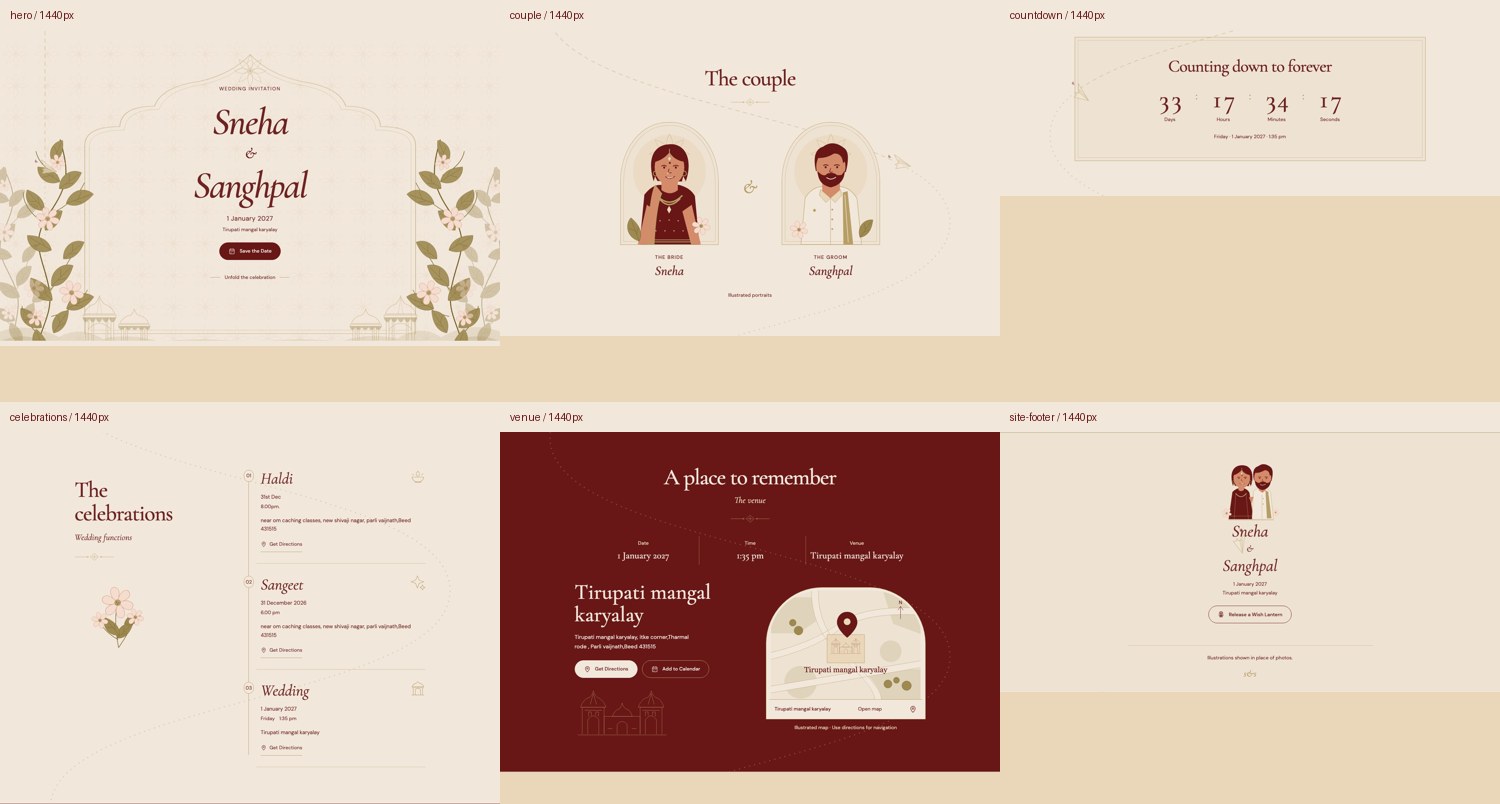 hero / 1440px
WEDDING INVITATION
Sneha
&
Sanghpal
1 January 2027
Tirupati mangal karyalay
Save the Date
Unfold the celebration
couple / 1440px
The couple
&
THE BRIDE
Sneha
THE GROOM
Sanghpal
Illustrated portraits
countdown / 1440px
Counting down to forever
33 : 17 : 34 : 17
Days Hours Minutes Seconds
Friday · 1 January 2027 · 1:35 pm
celebrations / 1440px
The
celebrations
Wedding functions
01
Haldi
31st Dec
8:00pm.
near om caching classes, new shivaji nagar, parli vaijnath,Beed
431515
Get Directions
02
Sangeet
31 December 2026
6:00 pm
near om caching classes, new shivaji nagar, parli vaijnath,Beed
431515
Get Directions
03
Wedding
1 January 2027
Friday · 1:35 pm
Tirupati mangal karyalay
Get Directions
venue / 1440px
A place to remember
The venue
Date Time Venue
1 January 2027 1:35 pm Tirupati mangal karyalay
Tirupati mangal
karyalay
Tirupati mangal karyalay, litke corner,Tharmal
rode , Parli vaijnath,Beed 431515
Get Directions
Add to Calendar
N
Tirupati mangal karyalay
Tirupati mangal karyalay Open map
Illustrated map · Use directions for navigation
site-footer / 1440px
Sneha
&
Sanghpal
1 January 2027
Tirupati mangal karyalay
Release a Wish Lantern
Illustrations shown in place of photos.